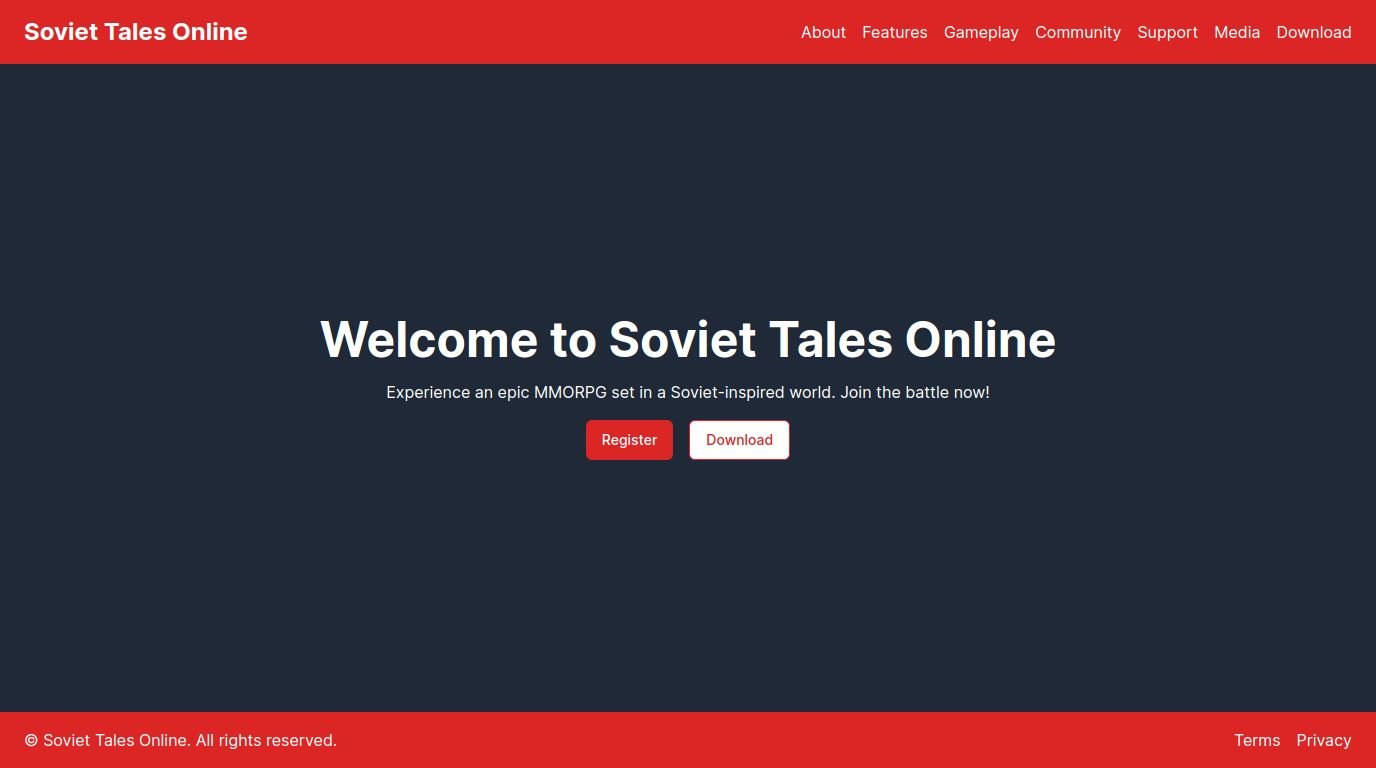 Soviet Tales Online
About Features Gameplay Community Support Media Download
Welcome to Soviet Tales Online
Experience an epic MMORPG set in a Soviet-inspired world. Join the battle now!
Register Download
© Soviet Tales Online. All rights reserved.
Terms Privacy